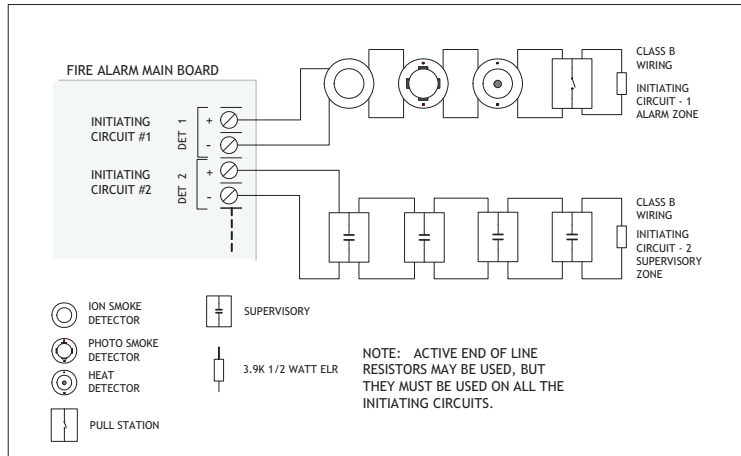 FIRE ALARM MAIN BOARD
INITIATING
CIRCUIT #1
DET 1
+
-
INITIATING
CIRCUIT #2
DET 2
+
-
CLASS B
WIRING
INITIATING
CIRCUIT - 1
ALARM ZONE
CLASS B
WIRING
INITIATING
CIRCUIT - 2
SUPERVISORY
ZONE
ION SMOKE
DETECTOR
PHOTO SMOKE
DETECTOR
HEAT
DETECTOR
PULL STATION
SUPERVISORY
3.9K 1/2 WATT ELR
NOTE: ACTIVE END OF LINE
RESISTORS MAY BE USED, BUT
THEY MUST BE USED ON ALL THE
INITIATING CIRCUITS.